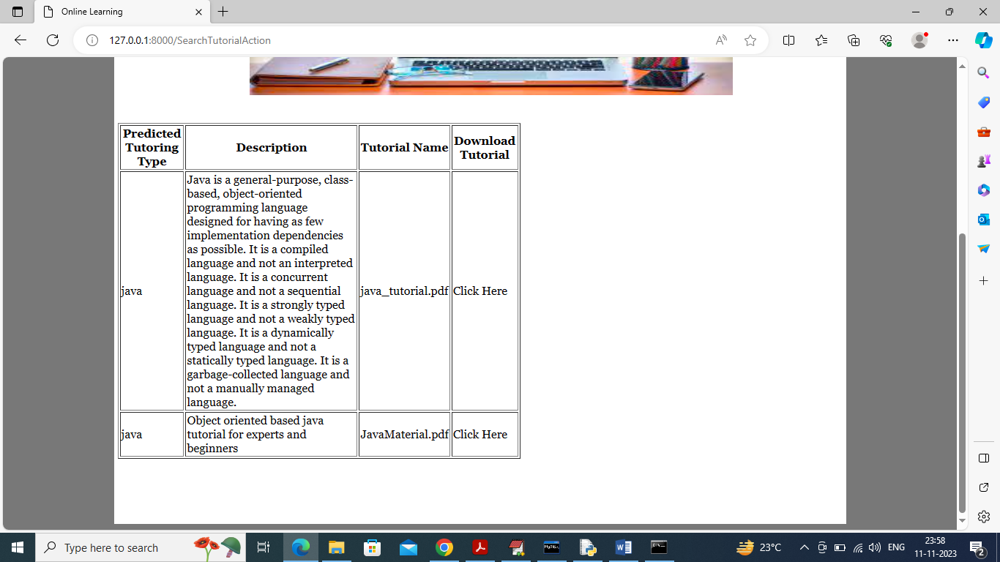 Online Learning
127.0.0.1:8000/SearchTutorialAction
Predicted
Tutoring
Type
Description
Tutorial Name
Download
Tutorial
java
Java is a general-purpose, class-
based, object-oriented
programming language
designed for having as few
implementation dependencies
as possible. It is a compiled
language and not an interpreted
language. It is a concurrent
language and not a sequential
language. It is a strongly typed
language and not a weakly typed
language. It is a dynamically
typed language and not a
statically typed language. It is a
garbage-collected language and
not a manually managed
language.
java_tutorial.pdf
Click Here
java
Object oriented based java
tutorial for experts and
beginners
JavaMaterial.pdf
Click Here
Type here to search
MySQL
23°C
ENG
23:58
11-11-2023
2